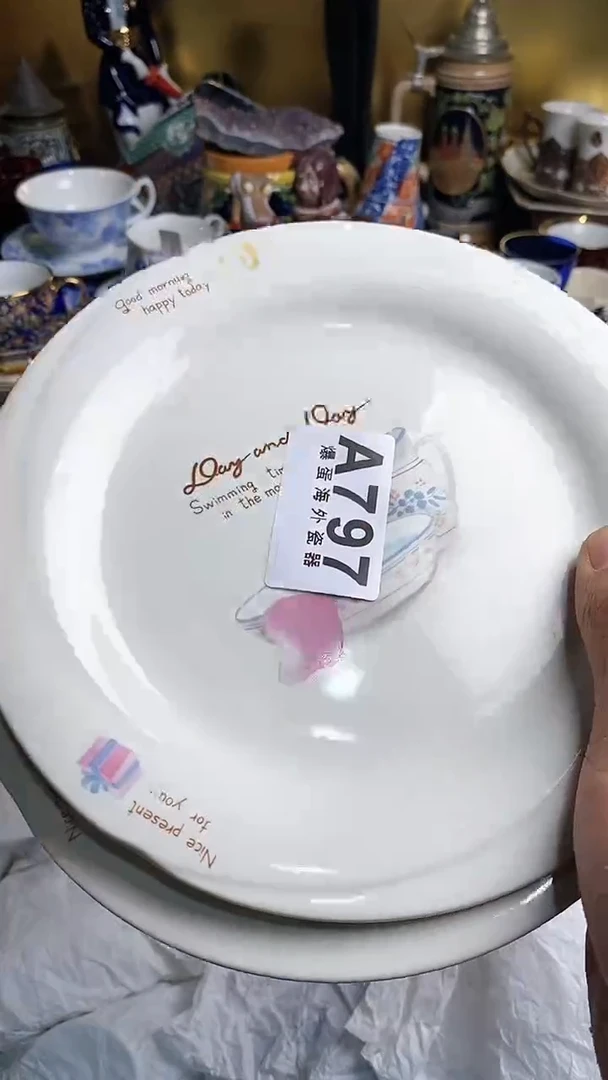 Good morning
happy today
Day and Day
Swimming
in the
A797
爆蛋海外瓷器
Nice present
for you